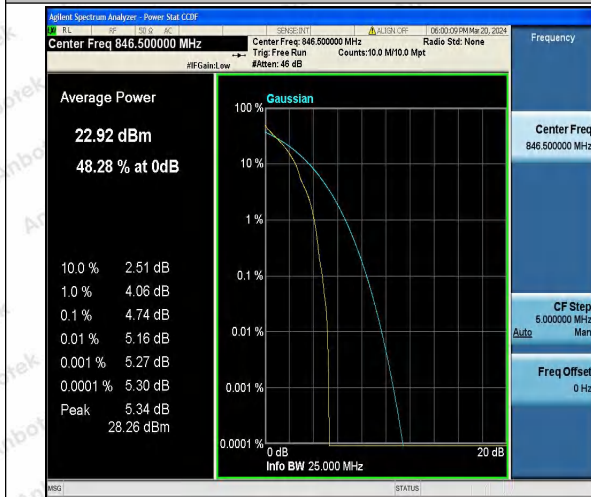 Agilent Spectrum Analyzer - Power Stat CCDF
RL RF 50 Ω AC SENSE:INT ALIGN OFF 06:00:09 PM Mar 20, 2024
Center Freq 846.500000 MHz
Center Freq: 846.500000 MHz Radio Std: None
Trig: Free Run Counts:10.0 M/10.0 Mpt
#IFGain:Low #Atten: 46 dB
Frequency
Average Power
22.92 dBm
48.28 % at 0dB
10.0 % 2.51 dB
1.0 % 4.06 dB
0.1 % 4.74 dB
0.01 % 5.16 dB
0.001 % 5.27 dB
0.0001 % 5.30 dB
Peak 5.34 dB
28.26 dBm
Gaussian
100 %
10 %
1 %
0.1 %
0.01 %
0.001 %
0.0001 %
0 dB 20 dB
Info BW 25.000 MHz
Center Freq
846.500000 MHz
CF Step
5.000000 MHz
Auto Man
Freq Offset
0 Hz
MSG STATUS